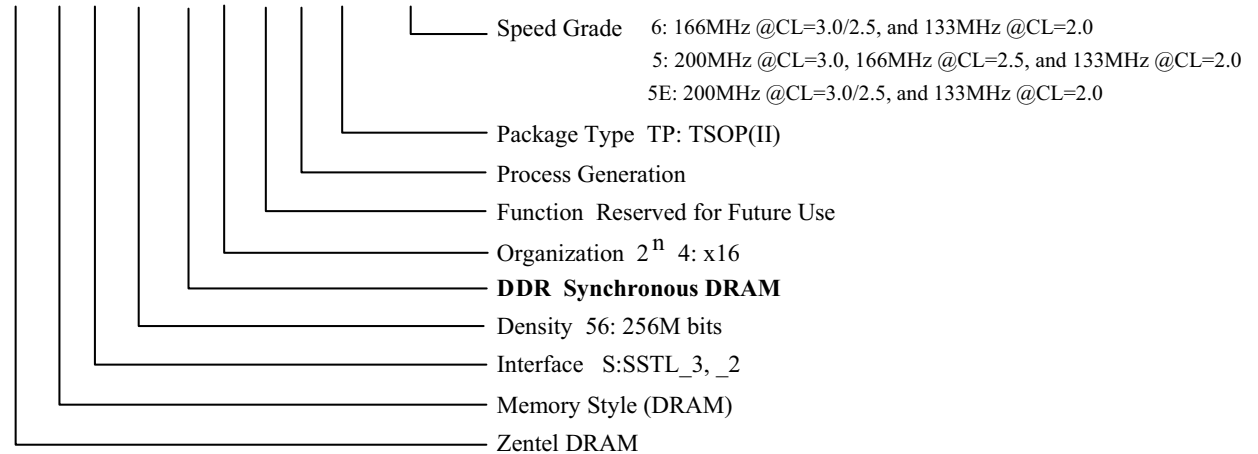 Speed Grade 6: 166MHz @CL=3.0/2.5, and 133MHz @CL=2.0
5: 200MHz @CL=3.0, 166MHz @CL=2.5, and 133MHz @CL=2.0
5E: 200MHz @CL=3.0/2.5, and 133MHz @CL=2.0
Package Type TP: TSOP(II)
Process Generation
Function Reserved for Future Use
Organization 2^n 4: x16
DDR Synchronous DRAM
Density 56: 256M bits
Interface S:SSTL_3, _2
Memory Style (DRAM)
Zentel DRAM